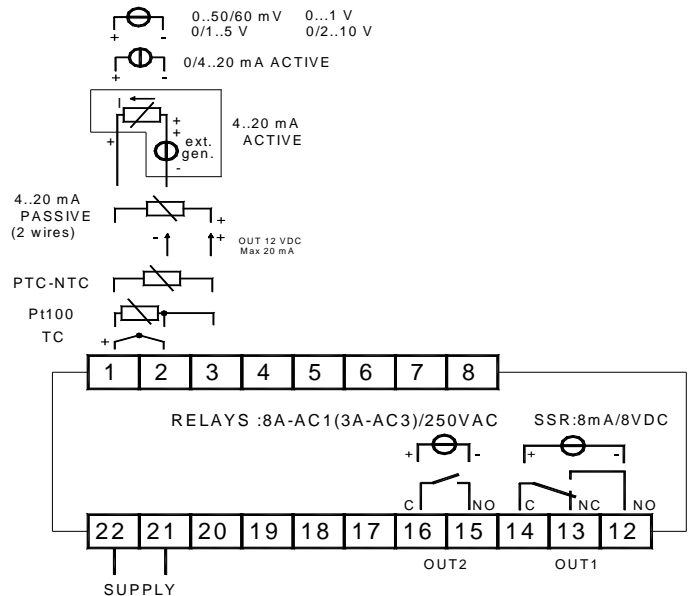 0..50/60 mV 0...1 V
+ -
0/1..5 V 0/2..10 V
+ -
0/4..20 mA ACTIVE
I
+
+
+
ext.
gen.
-
4..20 mA
ACTIVE
4..20 mA
PASSIVE
(2 wires)
+
- +
OUT 12 VDC
Max 20 mA
PTC-NTC
Pt100
TC
+
1 2 3 4 5 6 7 8
RELAYS :8A-AC1(3A-AC3)/250VAC
SSR:8mA/8VDC
+ - + -
C NO C NC NO
22 21 20 19 18 17 16 15 14 13 12
OUT2 OUT1
SUPPLY